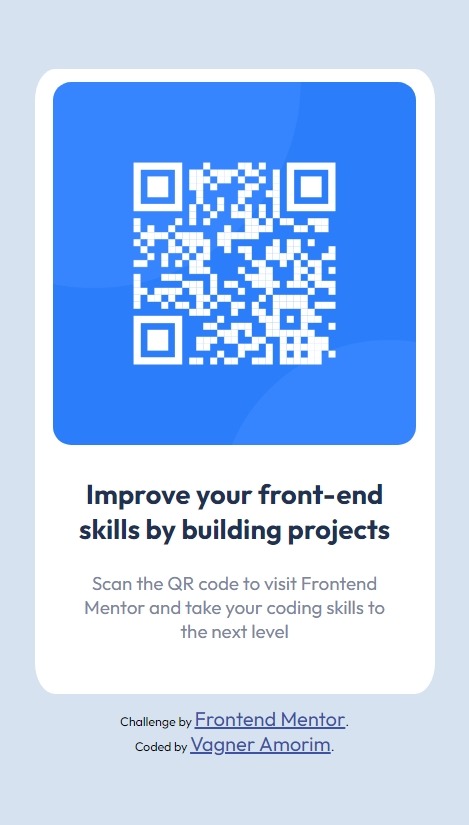 Improve your front-end
skills by building projects
Scan the QR code to visit Frontend
Mentor and take your coding skills to
the next level
Challenge by Frontend Mentor.
Coded by Vagner Amorim.